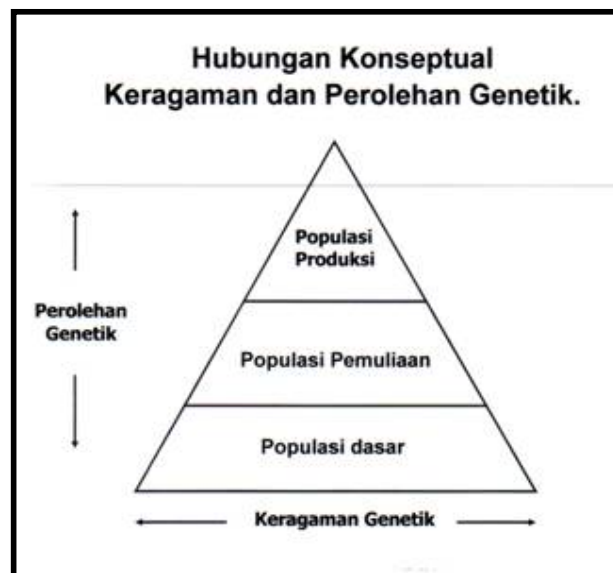 Hubungan Konseptual
Keragaman dan Perolehan Genetik.
Populasi
Produksi
Perolehan
Genetik
Populasi Pemuliaan
Populasi dasar
Keragaman Genetik